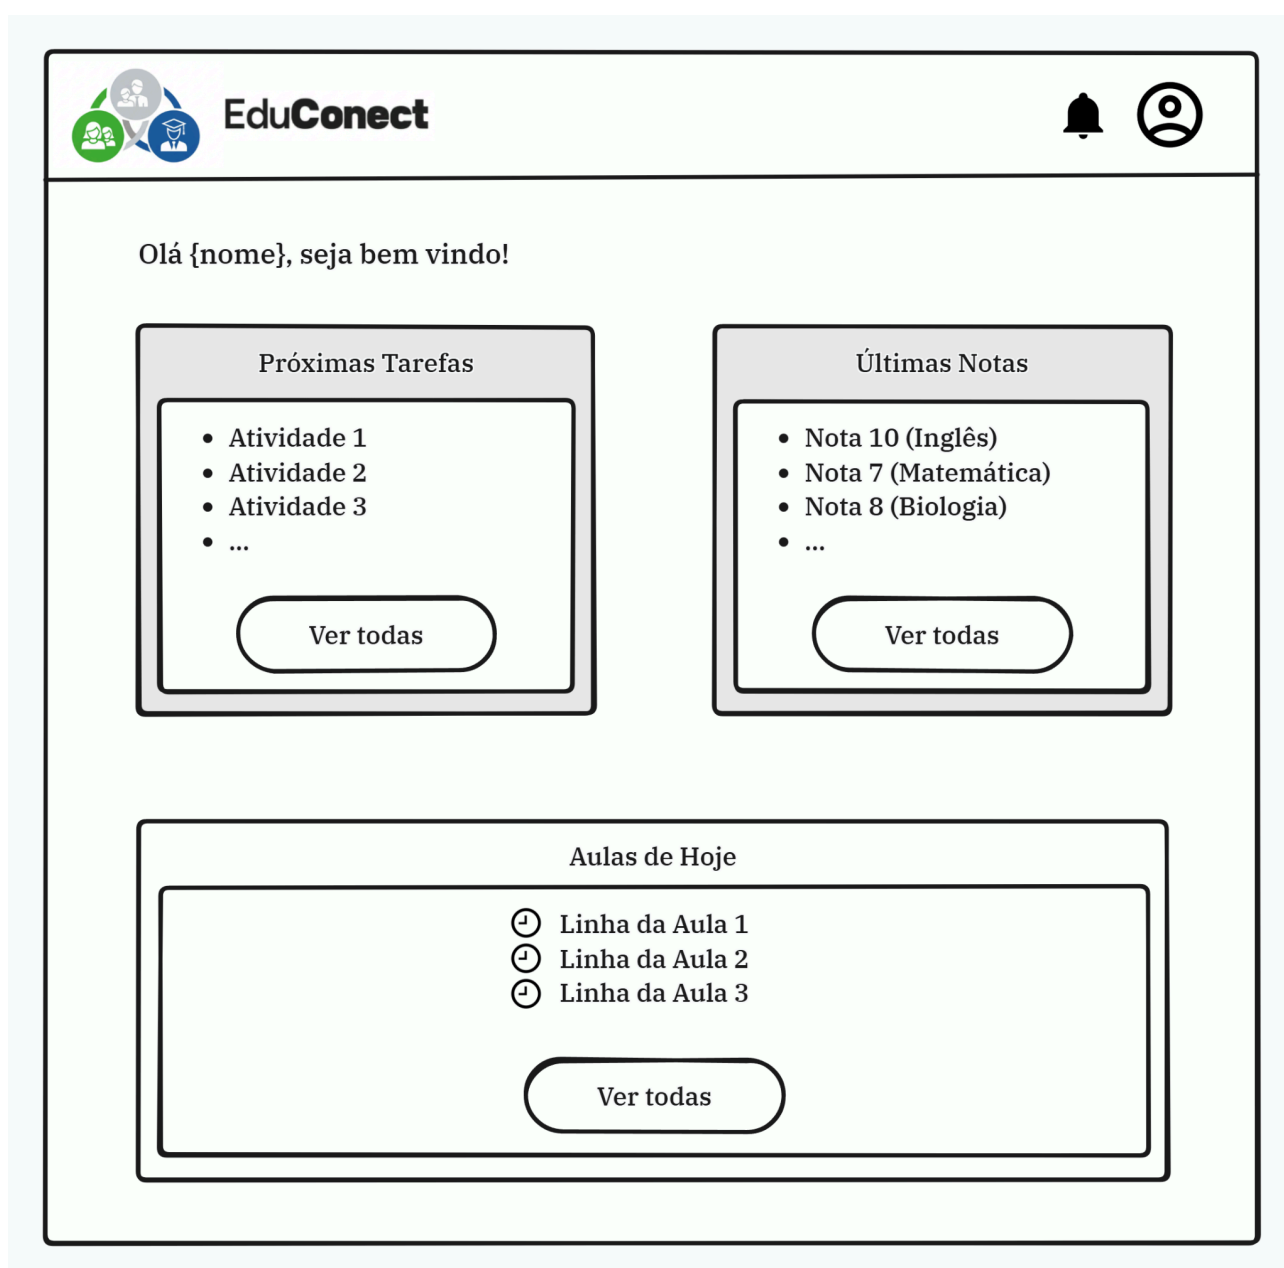 EduConect
Olá {nome}, seja bem vindo!
Próximas Tarefas
• Atividade 1
• Atividade 2
• Atividade 3
• ...
Ver todas
Últimas Notas
• Nota 10 (Inglês)
• Nota 7 (Matemática)
• Nota 8 (Biologia)
• ...
Ver todas
Aulas de Hoje
Linha da Aula 1
Linha da Aula 2
Linha da Aula 3
Ver todas